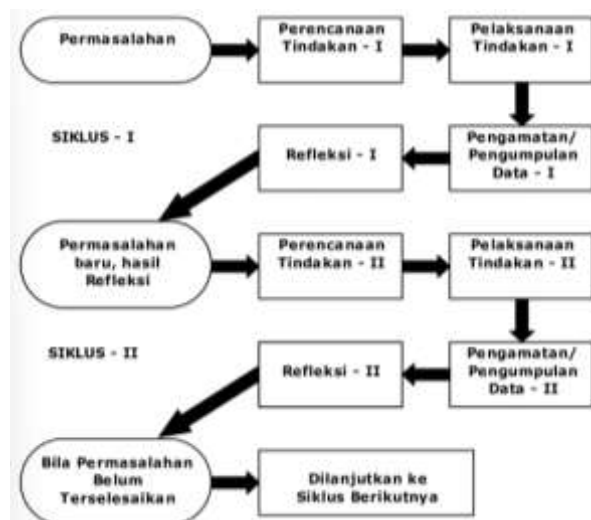 Permasalahan
Perencanaan
Tindakan - I
Pelaksanaan
Tindakan - I
SIKLUS - I
Refleksi - I
Pengamatan/
Pengumpulan
Data - I
Permasalahan
baru, hasil
Refleksi
Perencanaan
Tindakan - II
Pelaksanaan
Tindakan - II
SIKLUS - II
Refleksi - II
Pengamatan/
Pengumpulan
Data - II
Bila Permasalahan
Belum
Terselesaikan
Dilanjutkan ke
Siklus Berikutnya